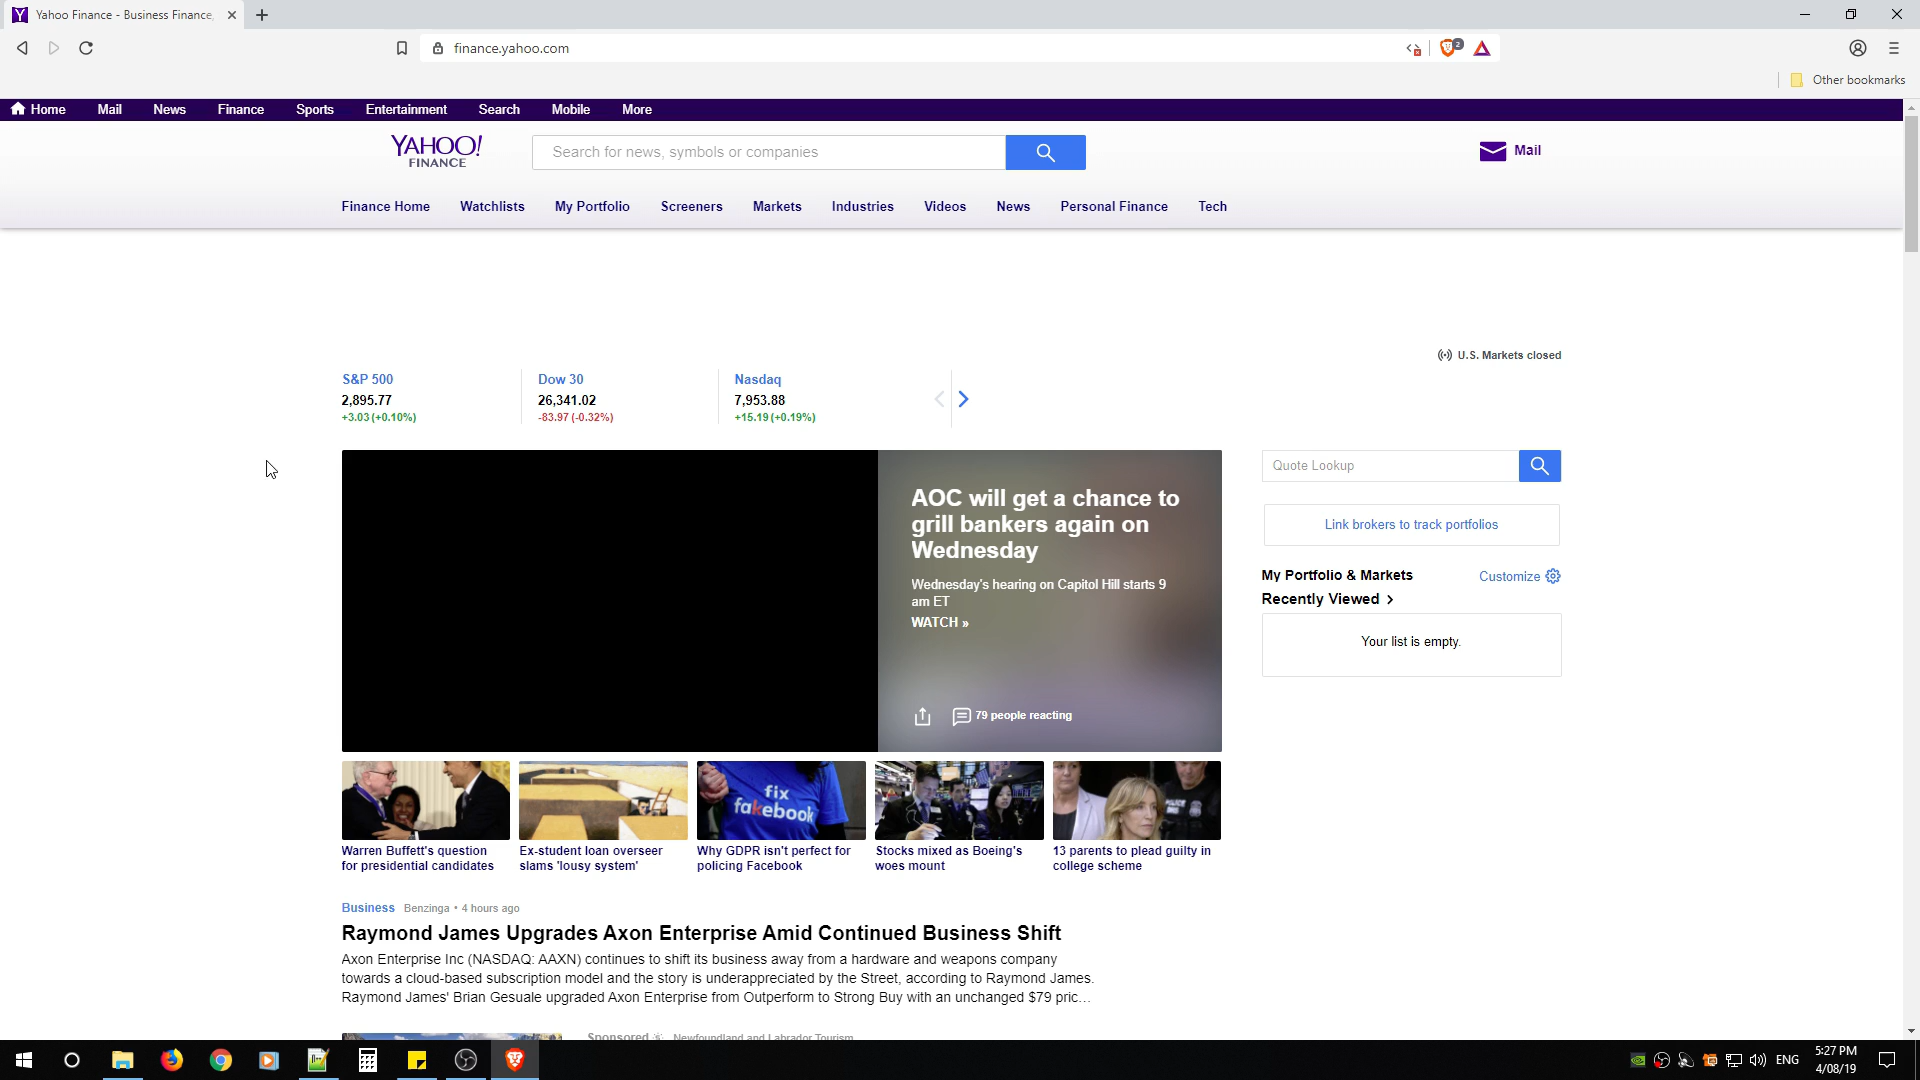 Yahoo Finance - Business Finance,
finance.yahoo.com
2
Other bookmarks
Home Mail News Finance Sports Entertainment Search Mobile More
YAHOO!
FINANCE
Search for news, symbols or companies
Mail
Finance Home Watchlists My Portfolio Screeners Markets Industries Videos News Personal Finance Tech
U.S. Markets closed
S&P 500 Dow 30 Nasdaq
2,895.77 26,341.02 7,953.88
+3.03 (+0.10%) -83.97 (-0.32%) +15.19 (+0.19%)
AOC will get a chance to
grill bankers again on
Wednesday
Wednesday's hearing on Capitol Hill starts 9
am ET
WATCH »
79 people reacting
Quote Lookup
Link brokers to track portfolios
My Portfolio & Markets Customize
Recently Viewed >
Your list is empty.
fix
fakebook
Warren Buffett's question
for presidential candidates
Ex-student loan overseer
slams 'lousy system'
Why GDPR isn't perfect for
policing Facebook
Stocks mixed as Boeing's
woes mount
13 parents to plead guilty in
college scheme
Business Benzinga • 4 hours ago
Raymond James Upgrades Axon Enterprise Amid Continued Business Shift
Axon Enterprise Inc (NASDAQ: AAXN) continues to shift its business away from a hardware and weapons company
towards a cloud-based subscription model and the story is underappreciated by the Street, according to Raymond James.
Raymond James' Brian Gesuale upgraded Axon Enterprise from Outperform to Strong Buy with an unchanged $79 pric...
Sponsored Newfoundland and Labrador Tourism
ENG
5:27 PM
4/08/19